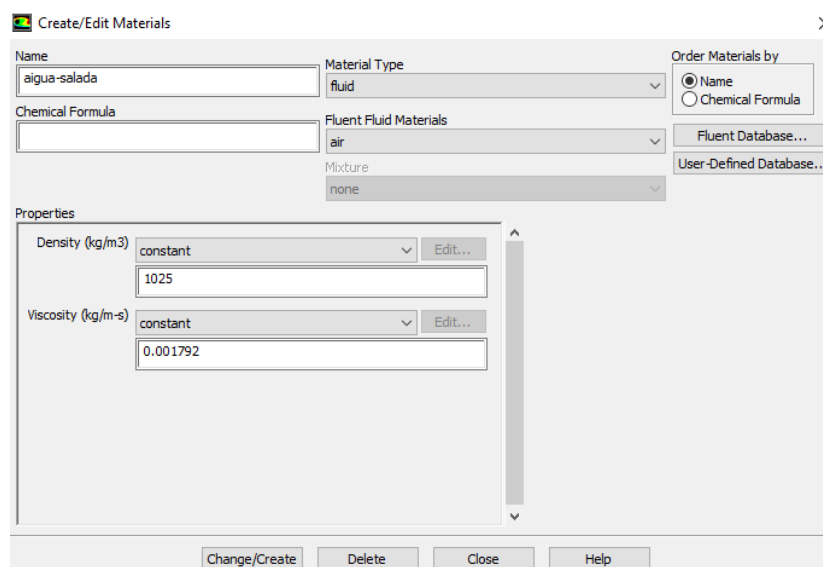 Create/Edit Materials
Name
aigua-salada
Chemical Formula
Material Type
fluid
Fluent Fluid Materials
air
Mixture
none
Order Materials by
Name
Chemical Formula
Fluent Database...
User-Defined Database..
Properties
Density (kg/m3)
constant
Edit...
1025
Viscosity (kg/m-s)
constant
Edit...
0.001792
Change/Create
Delete
Close
Help